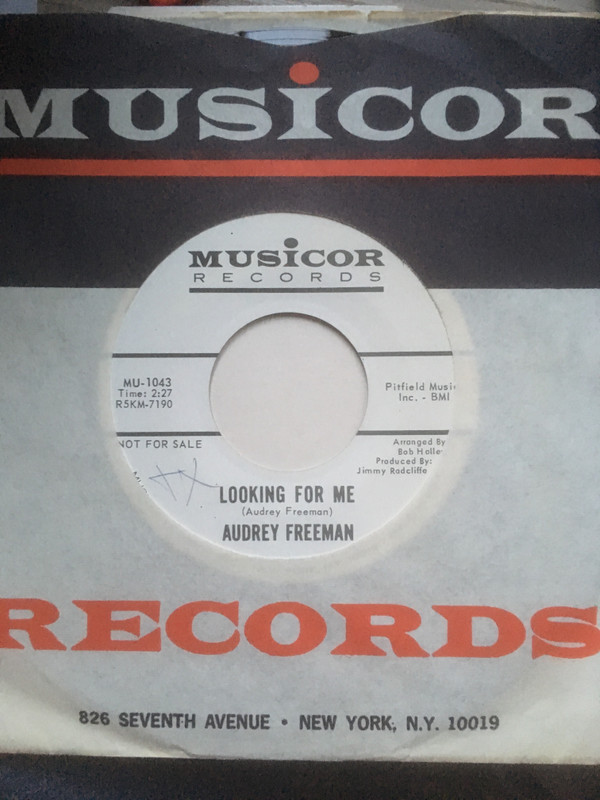 MUSICOR
MUSICOR
RECORDS
MU-1043
Time: 2:27
R5KM-7190
Pitfield
Inc. - BMI
NOT FOR SALE
Arranged By
Bob
Produced By:
Jimmy Radcliffe
LOOKING FOR ME
(Audrey Freeman)
AUDREY FREEMAN
RECORDS
826 SEVENTH AVENUE • NEW YORK, N.Y. 10019